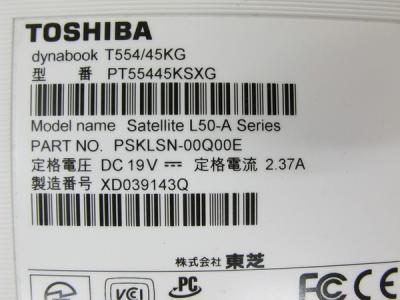 TOSHIBA
dynabook T554/45KG
型 番 PT55445KSXG
Model name Satellite L50-A Series
PART NO. PSKLSN-00Q00E
定格電圧 DC 19V 定格電流 2.37A
製造番号 XD039143Q
株式会社 東芝
VCCI PC FC CE